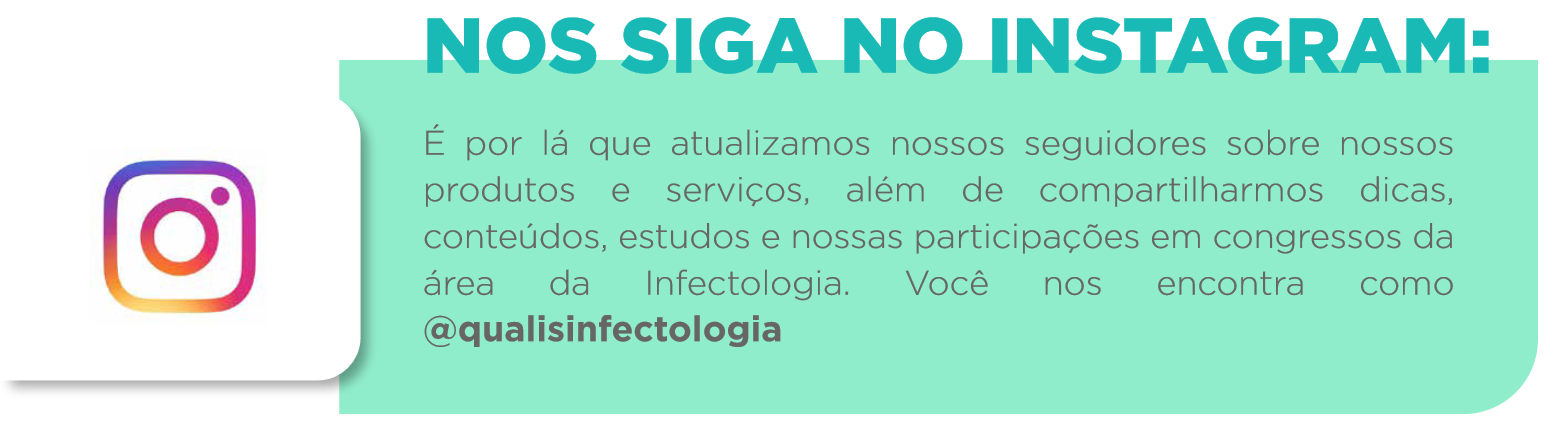 NOS SIGA NO INSTAGRAM:
É por lá que atualizamos nossos seguidores sobre nossos
produtos e serviços, além de compartilharmos dicas,
conteúdos, estudos e nossas participações em congressos da
área da Infectologia. Você nos encontra como
@qualisinfectologia